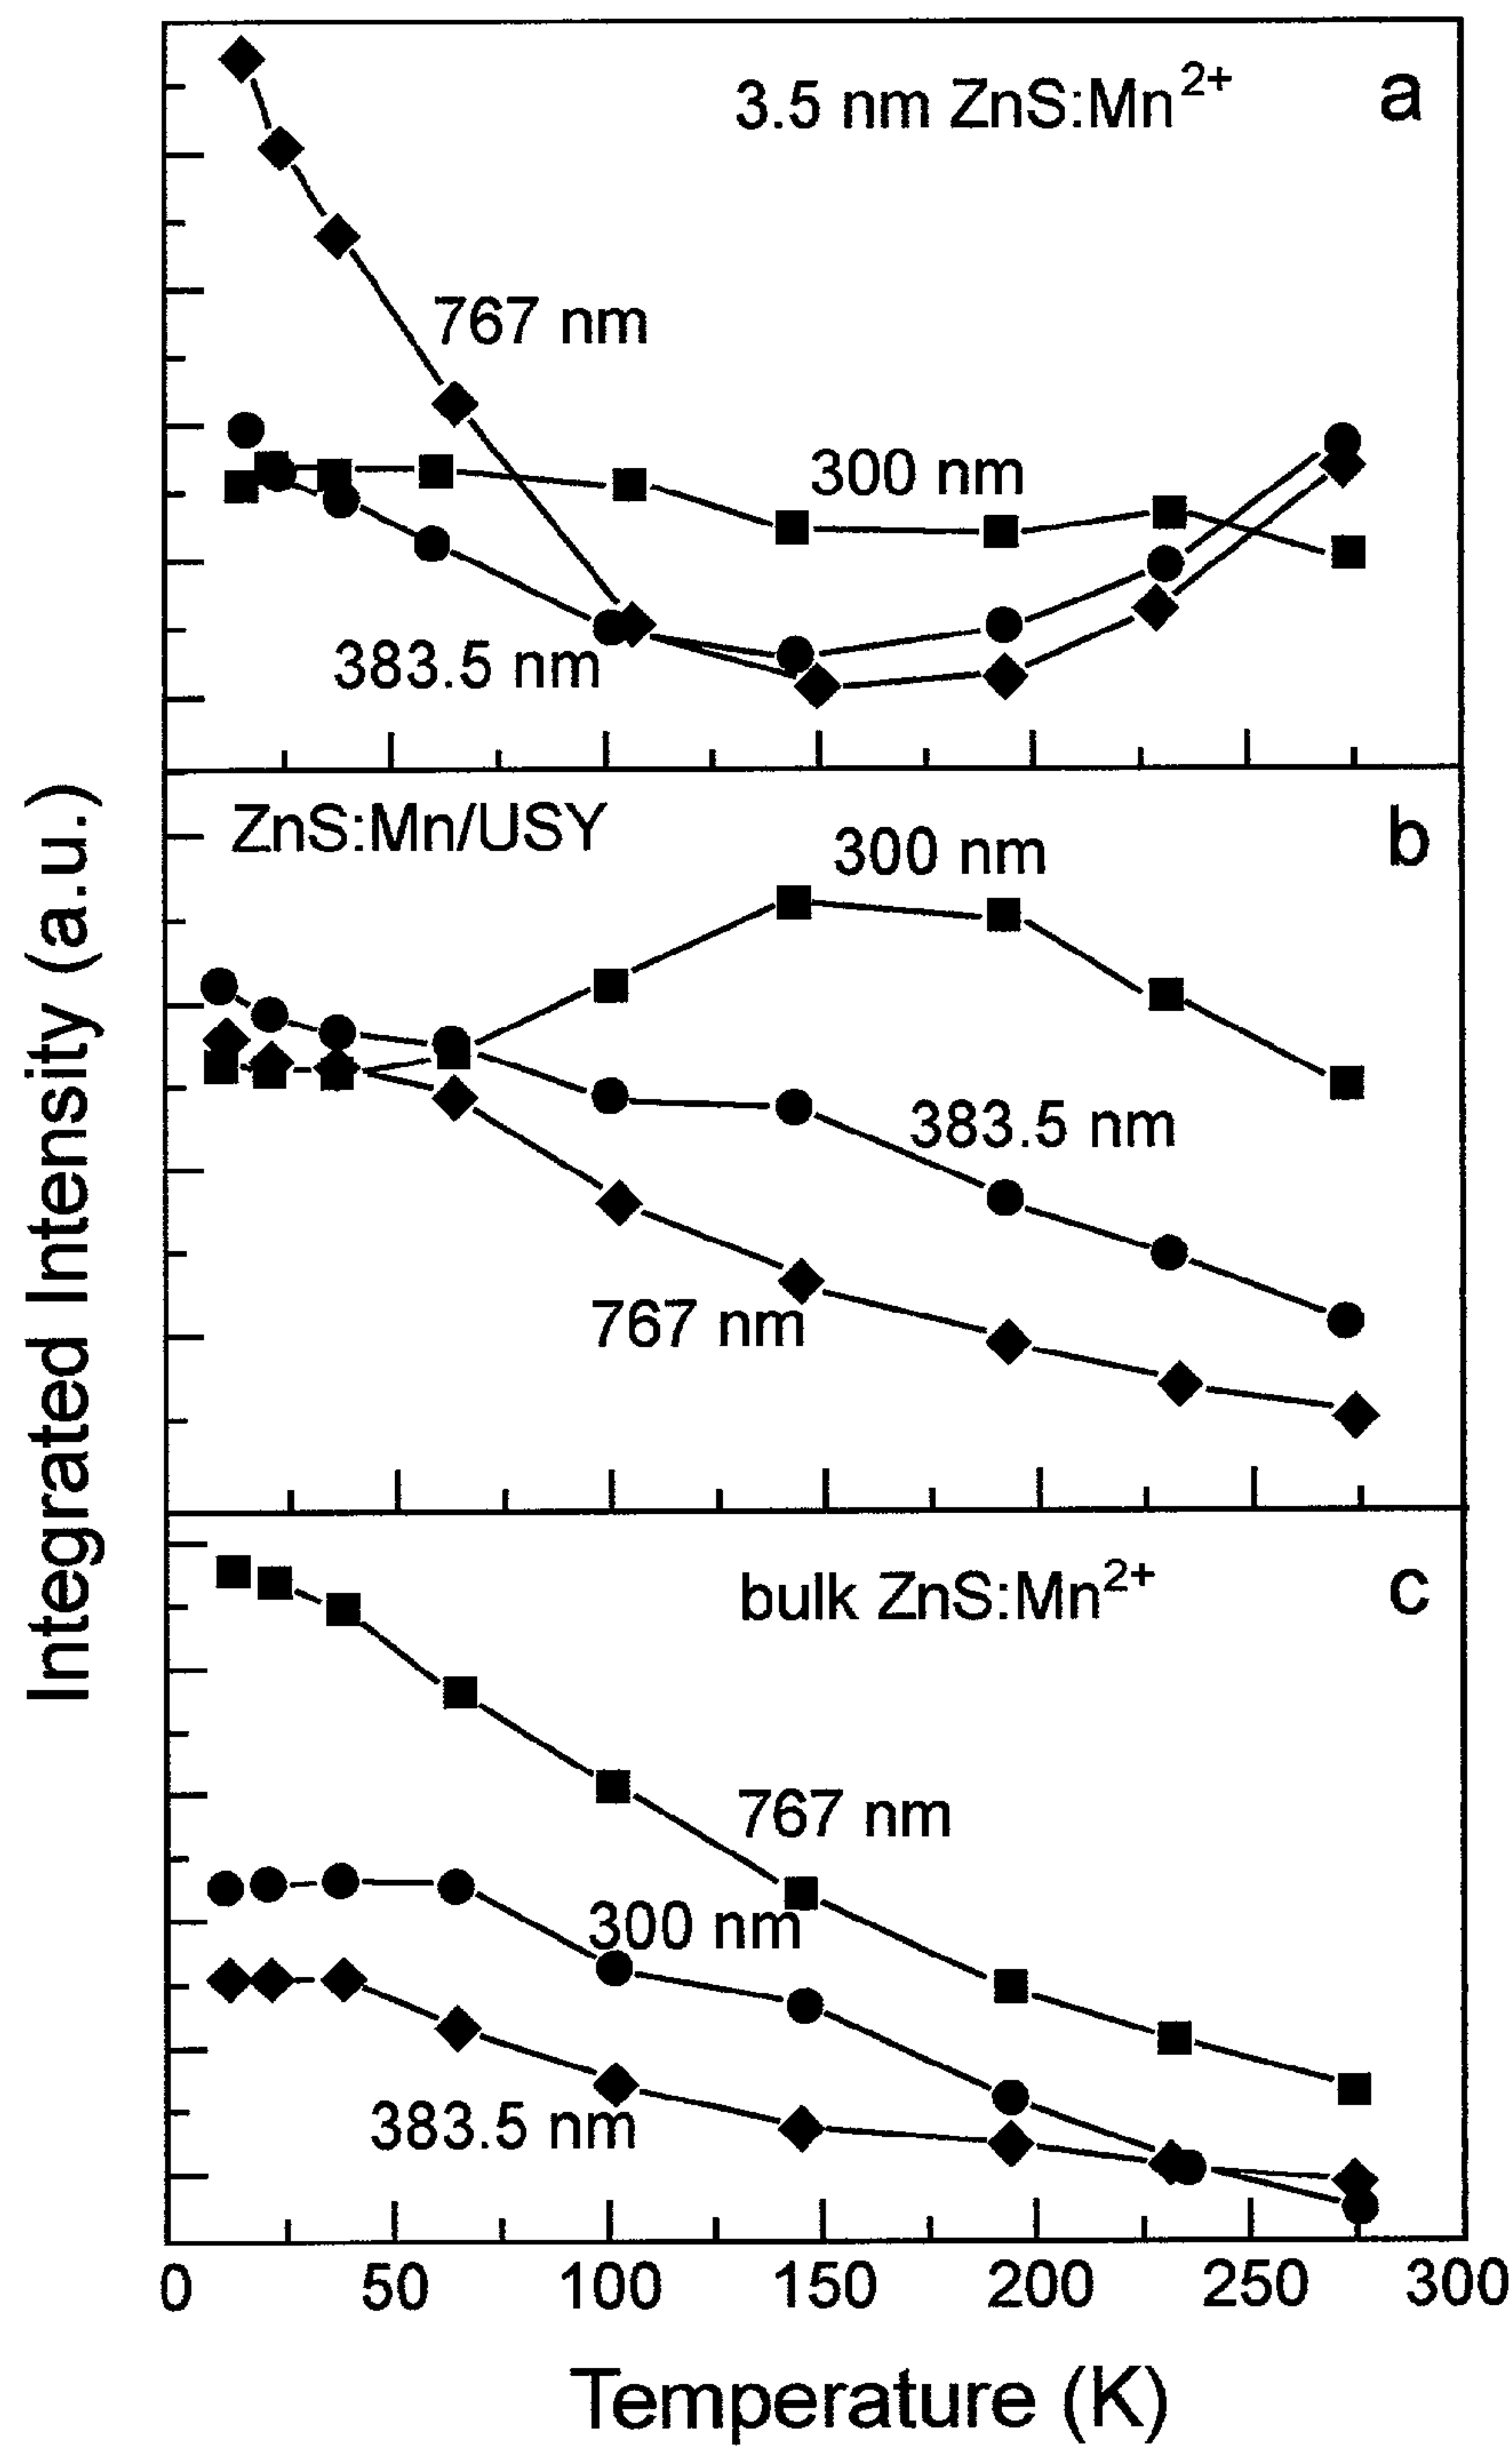 Integrated Intensity (a.u.)
3.5 nm ZnS:Mn²⁺
a
767 nm
300 nm
383.5 nm
ZnS:Mn/USY
b
300 nm
383.5 nm
767 nm
bulk ZnS:Mn²⁺
c
767 nm
300 nm
383.5 nm
0 50 100 150 200 250 300
Temperature (K)